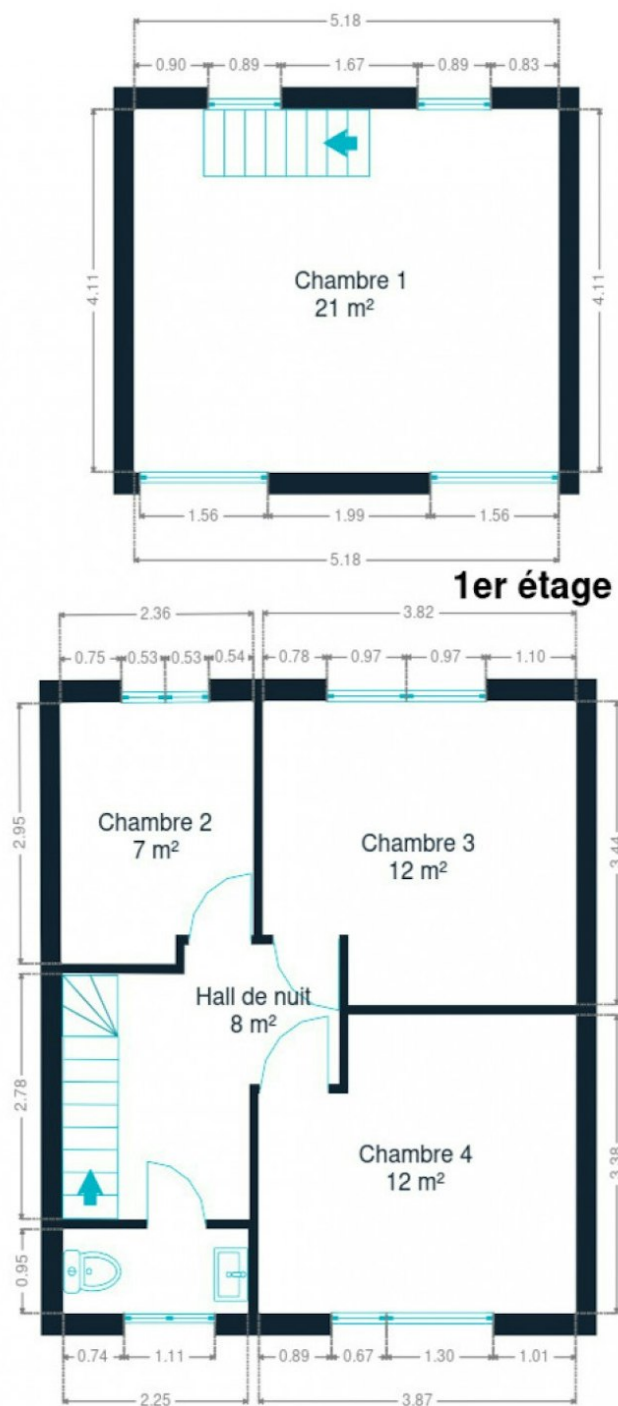 5.18
0.90 0.89 1.67 0.89 0.83
4.11
4.11
Chambre 1
21 m²
1.56 1.99 1.56
5.18
1er étage
2.36 3.82
0.75 0.53 0.53 0.54 0.78 0.97 0.97 1.10
2.95
Chambre 2
7 m²
Chambre 3
12 m²
3.44
Hall de nuit
8 m²
2.78
Chambre 4
12 m²
3.38
0.95
0.74 1.11 0.89 0.67 1.30 1.01
2.25 3.87